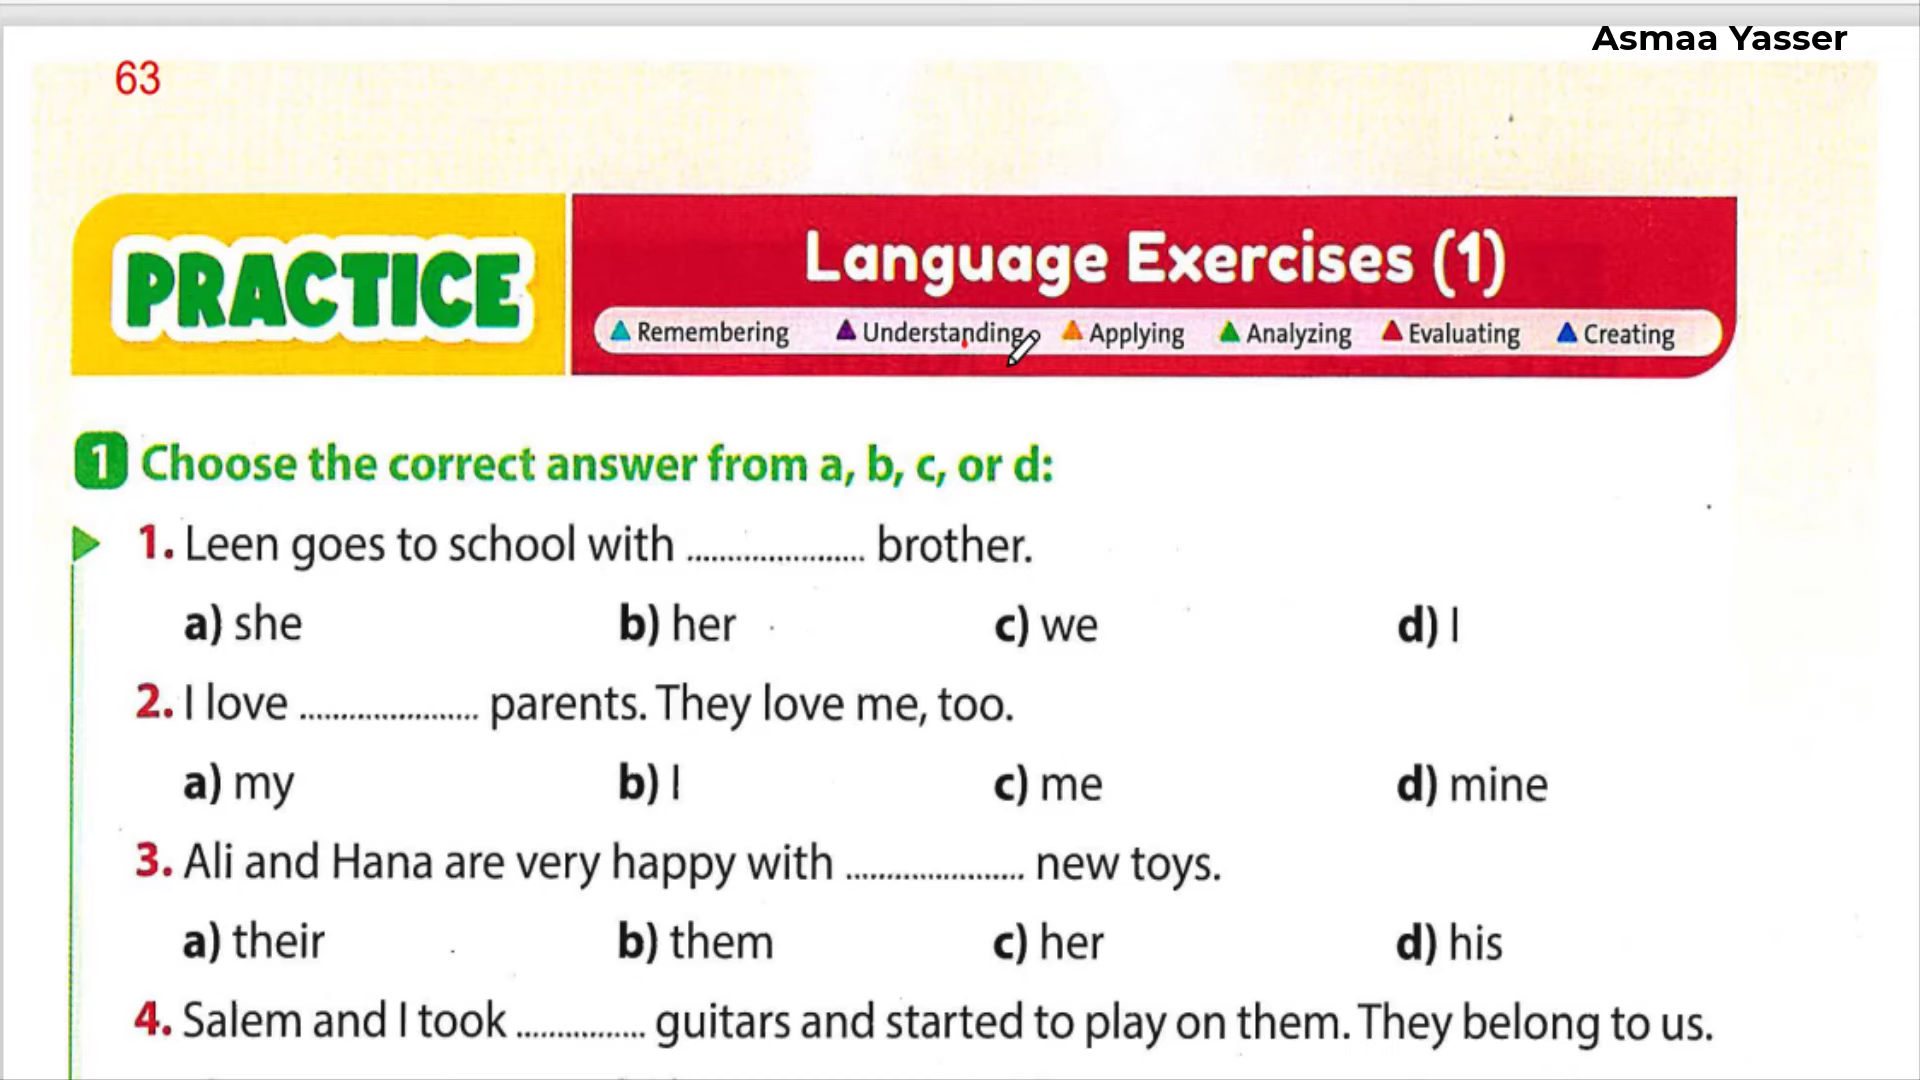 Asmaa Yasser
63
PRACTICE
Language Exercises (1)
Remembering Understanding Applying Analyzing Evaluating Creating
1 Choose the correct answer from a, b, c, or d:
1. Leen goes to school with ..................... brother.
a) she b) her c) we d) I
2. I love ..................... parents. They love me, too.
a) my b) I c) me d) mine
3. Ali and Hana are very happy with ..................... new toys.
a) their b) them c) her d) his
4. Salem and I took ............... guitars and started to play on them. They belong to us.